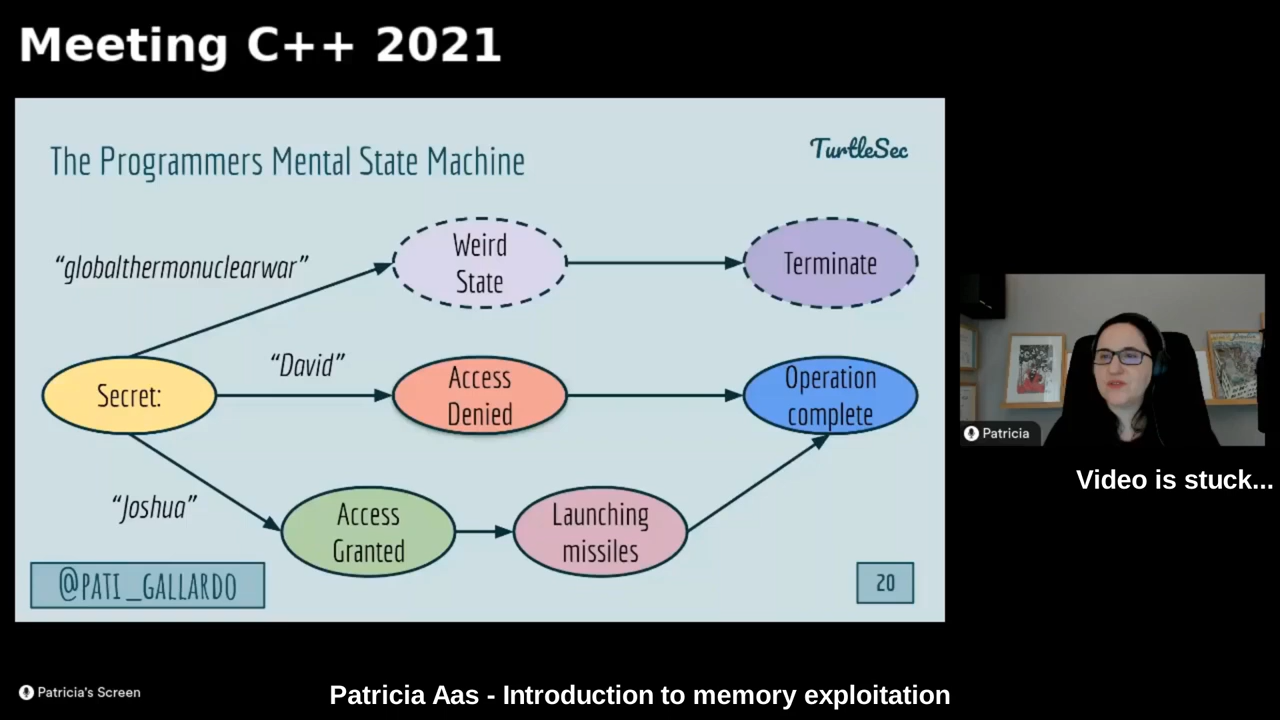 Meeting C++ 2021
The Programmers Mental State Machine
TurtleSec
“globalthermonuclearwar”
Weird
State
Terminate
Secret:
“David”
Access
Denied
Operation
complete
“Joshua”
Access
Granted
Launching
missiles
@PATI_GALLARDO
20
Patricia
Video is stuck...
Patricia's Screen
Patricia Aas - Introduction to memory exploitation